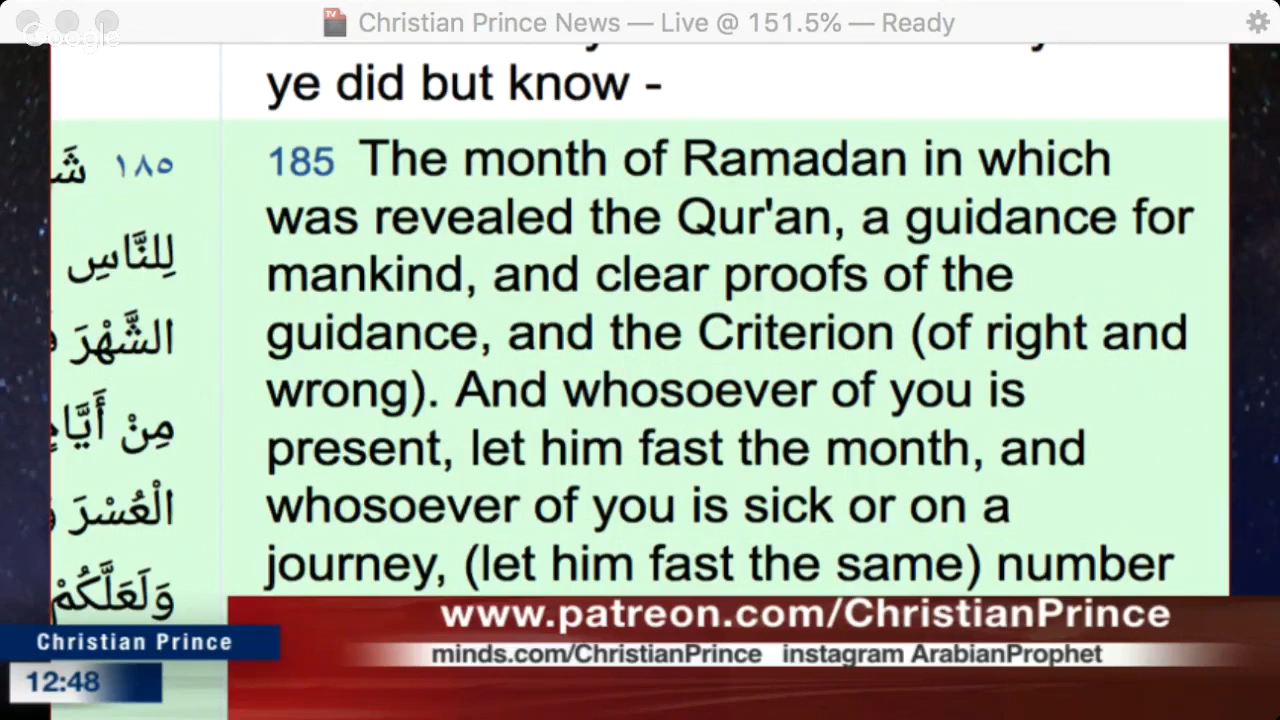 Christian Prince News — Live @ 151.5% — Ready
Google
ye did but know -
١٨٥
لِلنَّاسِ
الشَّهْرَ
مِنْ
الْعُسْرَ
وَلَعَلَّكُمْ
185 The month of Ramadan in which
was revealed the Qur'an, a guidance for
mankind, and clear proofs of the
guidance, and the Criterion (of right and
wrong). And whosoever of you is
present, let him fast the month, and
whosoever of you is sick or on a
journey, (let him fast the same) number
www.patreon.com/ChristianPrince
minds.com/ChristianPrince instagram ArabianProphet
Christian Prince
12:48